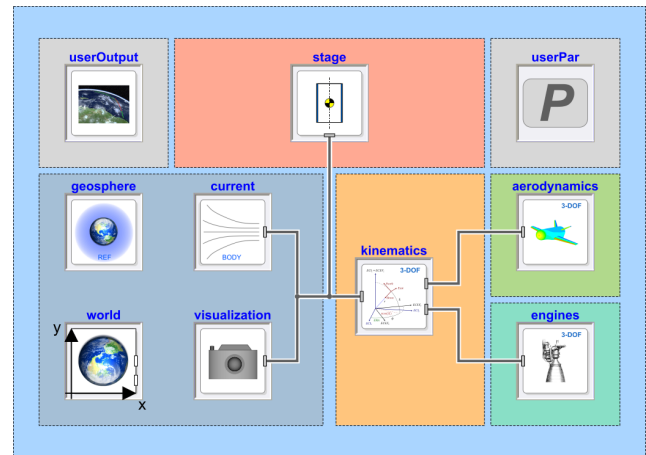 userOutput
stage
userPar
P
geosphere
REF
current
BODY
kinematics
3-DOF
aerodynamics
3-DOF
world
y
x
visualization
engines
3-DOF